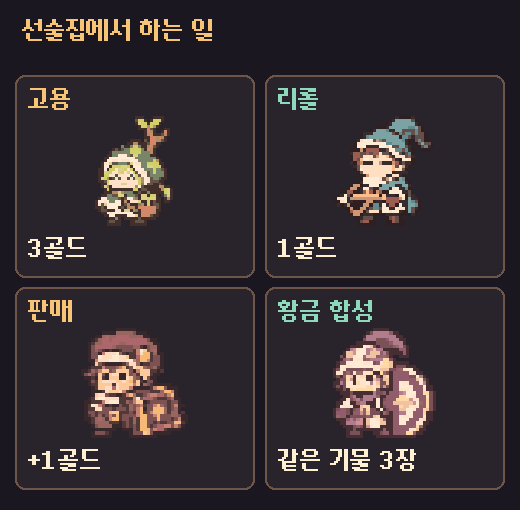 선술집에서 하는 일
고용
3골드
리롤
1골드
판매
+1골드
황금 합성
같은 기물 3장